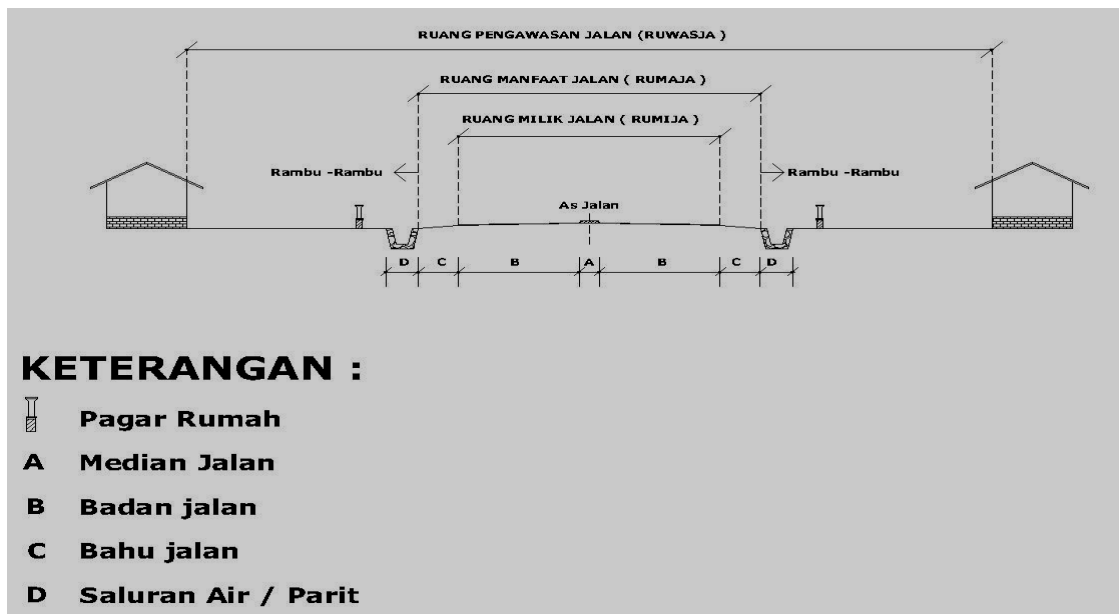 RUANG PENGAWASAN JALAN (RUWASJA )
RUANG MANFAAT JALAN ( RUMAJA )
RUANG MILIK JALAN ( RUMIJA )
Rambu -Rambu
Rambu -Rambu
As Jalan
D C B A B C D
KETERANGAN :
Pagar Rumah
A Median Jalan
B Badan jalan
C Bahu jalan
D Saluran Air / Parit